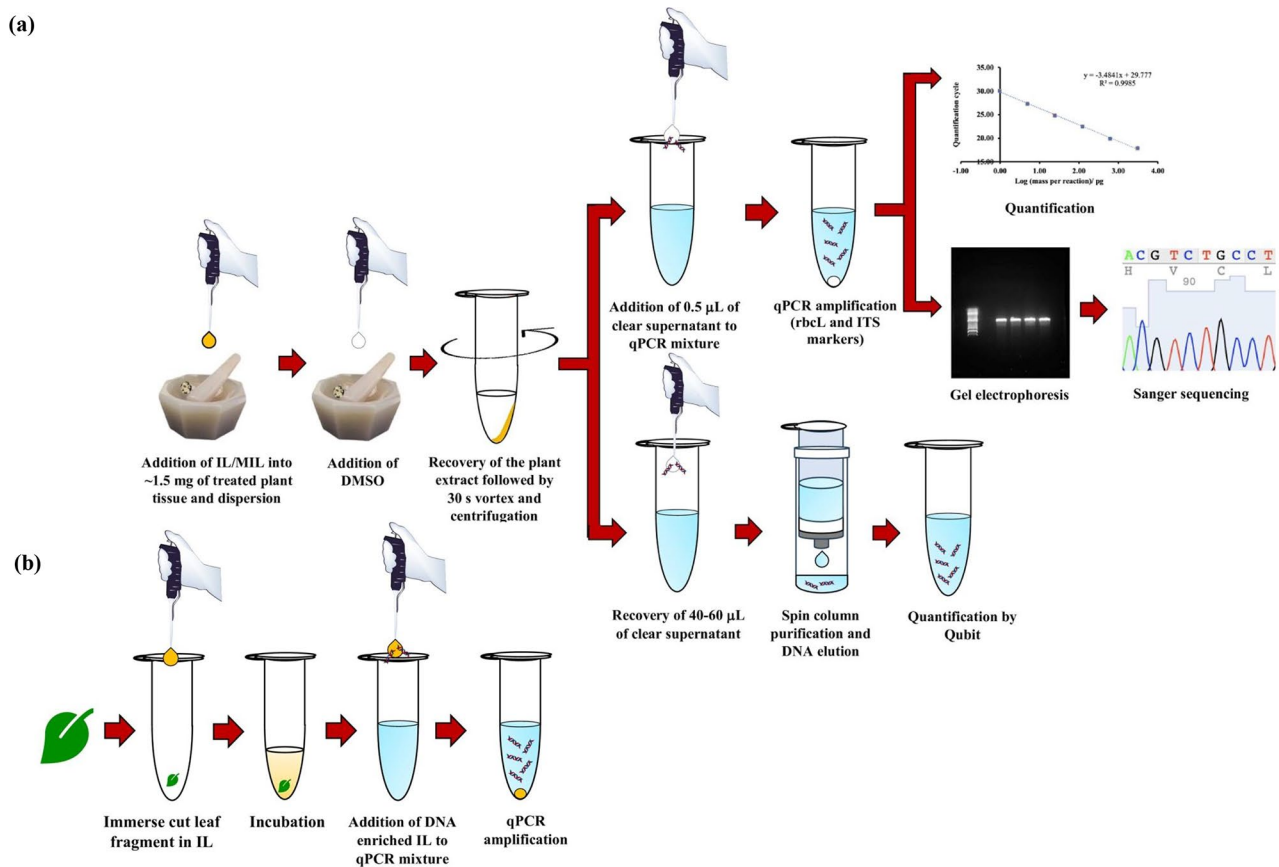 (a)
Addition of IL/MIL into
~1.5 mg of treated plant
tissue and dispersion
Addition of
DMSO
Recovery of the plant
extract followed by
30 s vortex and
centrifugation
Addition of 0.5 µL of
clear supernatant to
qPCR mixture
qPCR amplification
(rbcL and ITS
markers)
y = -3.4841x + 29.777
R² = 0.9985
Quantification cycle
35.00
30.00
25.00
20.00
15.00
-1.00 0.00 1.00 2.00 3.00 4.00
Log (mass per reaction)/ pg
Quantification
Gel electrophoresis
A C G T C T G C C T
H V C L
90
Sanger sequencing
Recovery of 40-60 µL
of clear supernatant
Spin column
purification and
DNA elution
Quantification by
Qubit
(b)
Immerse cut leaf
fragment in IL
Incubation
Addition of DNA
enriched IL to
qPCR mixture
qPCR
amplification